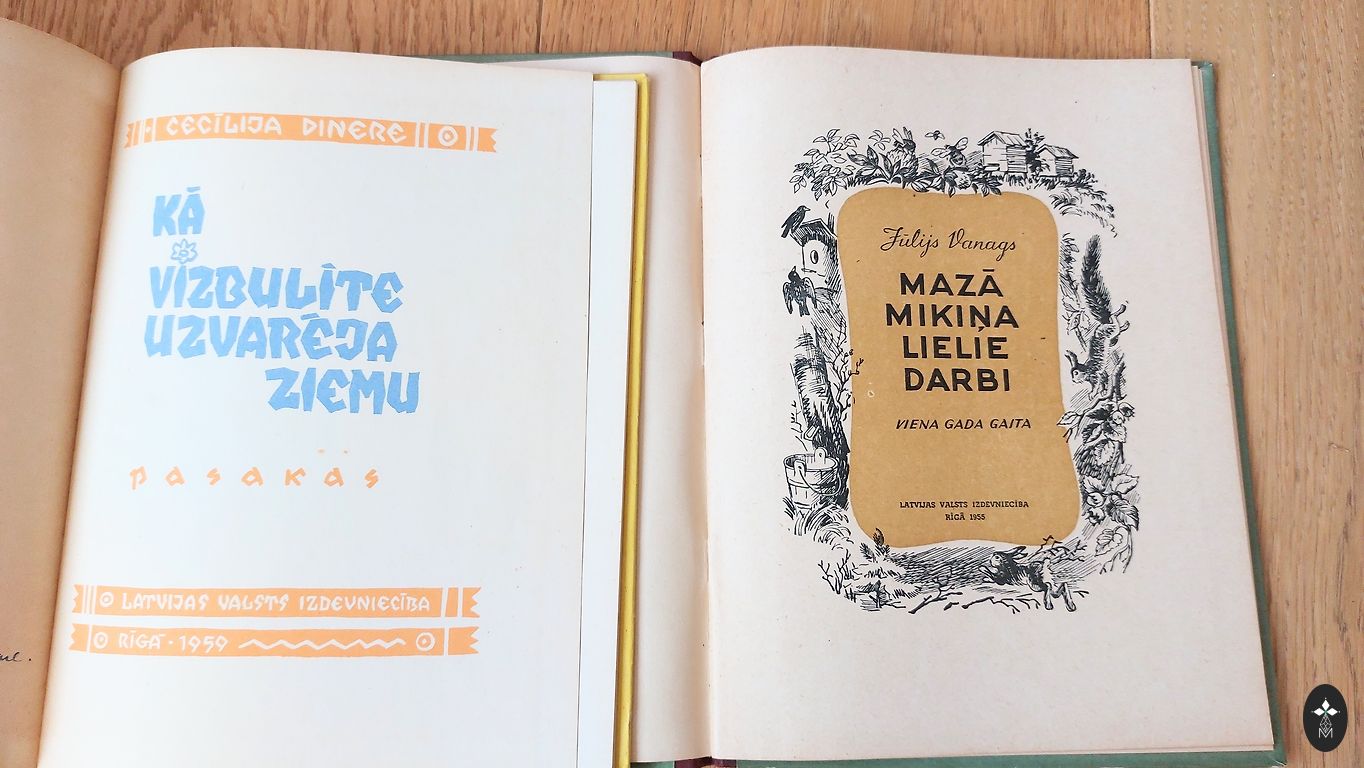 CECĪLIJA DINERE
KĀ
VIZBULĪTE
UZVARĒJA
ZIEMU
pasakas
LATVIJAS VALSTS IZDEVNIECĪBA
RĪGĀ · 1959
Jūlijs Vanags
MAZĀ
MIKIŅA
LIELIE
DARBI
VIENA GADA GAITA
LATVIJAS VALSTS IZDEVNIECĪBA
RĪGĀ 1955
M